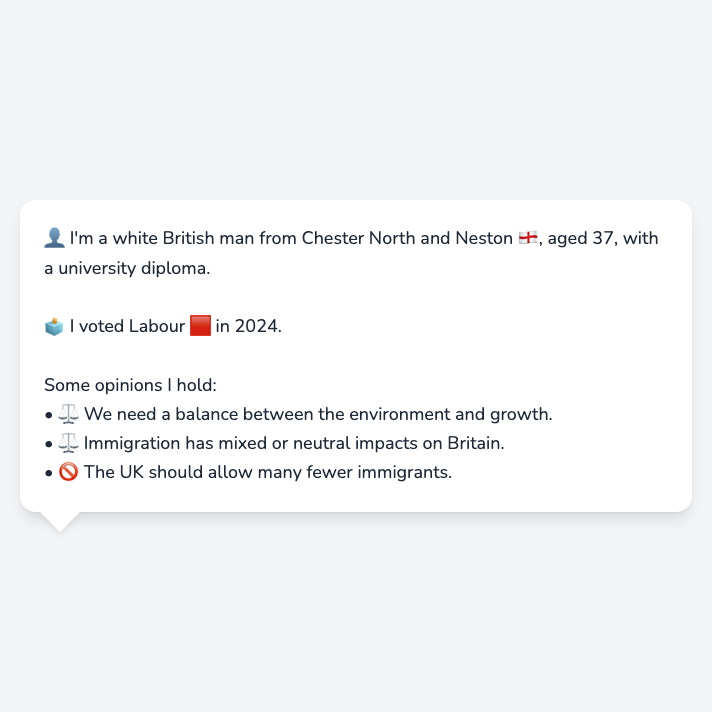 👤 I'm a white British man from Chester North and Neston 🏴󠁧󠁢󠁥󠁮󠁧󠁿, aged 37, with
a university diploma.
🗳️ I voted Labour 🟥 in 2024.
Some opinions I hold:
• ⚖️ We need a balance between the environment and growth.
• ⚖️ Immigration has mixed or neutral impacts on Britain.
• 🚫 The UK should allow many fewer immigrants.